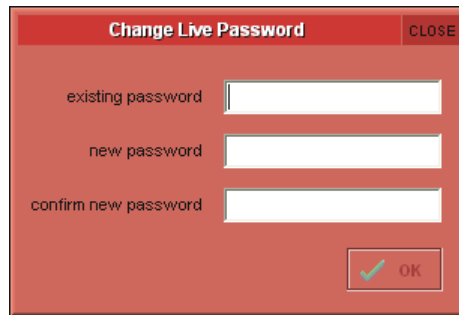 Change Live Password
CLOSE
existing password
new password
confirm new password
OK